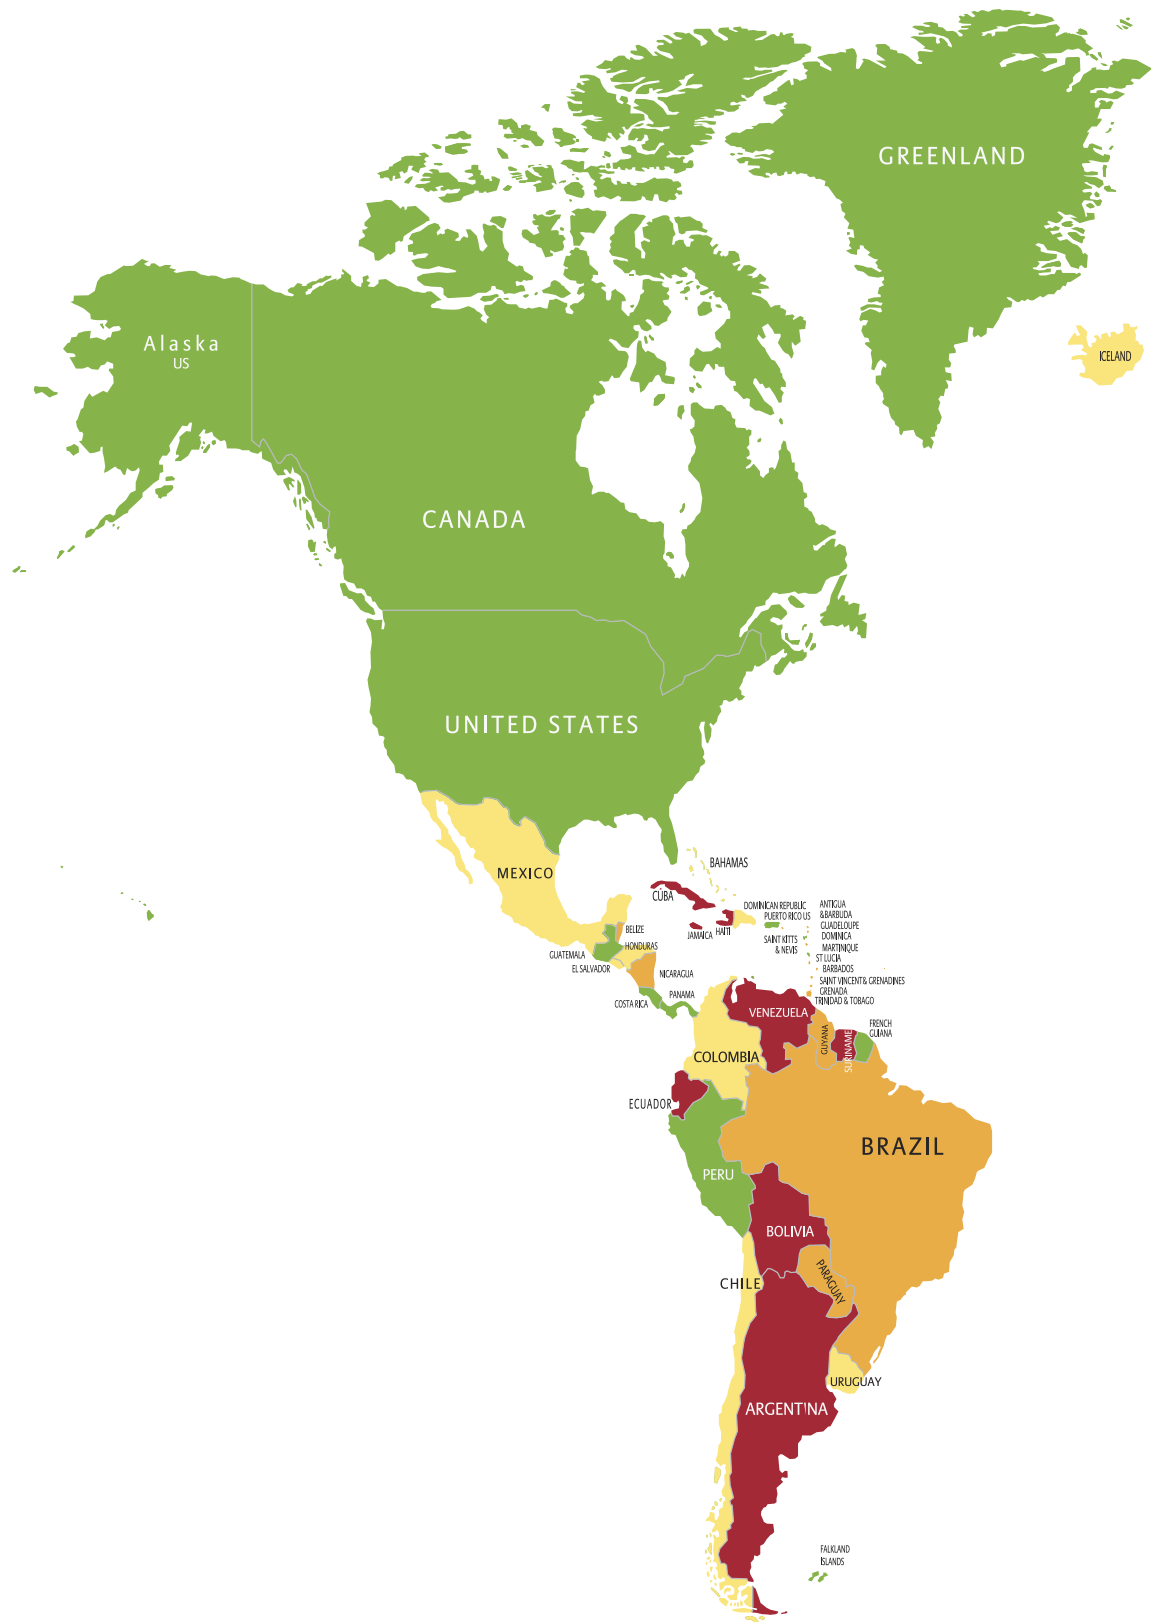 GREENLAND
Alaska
US
ICELAND
CANADA
UNITED STATES
MEXICO
BAHAMAS
CUBA
DOMINICAN REPUBLIC
PUERTO RICO US
ANTIGUA
&BARBUDA
GUADELOUPE
JAMAICA
HAITI
SAINT KITTS
& NEVIS
DOMINICA
MARTINIQUE
ST LUCIA
BARBADOS
SAINT VINCENT& GRENADINES
GRENADA
TRINIDAD & TOBAGO
BELIZE
HONDURAS
GUATEMALA
EL SALVADOR
NICARAGUA
COSTA RICA
PANAMA
VENEZUELA
GUYANA
SURINAME
FRENCH
GUIANA
COLOMBIA
ECUADOR
BRAZIL
PERU
BOLIVIA
PARAGUAY
CHILE
URUGUAY
ARGENTINA
FALKLAND
ISLANDS